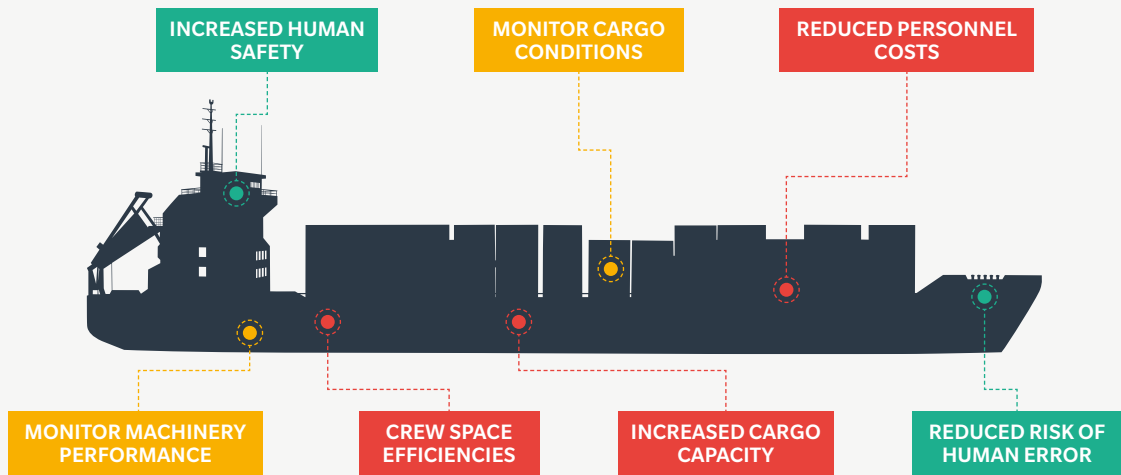 INCREASED HUMAN
SAFETY
MONITOR CARGO
CONDITIONS
REDUCED PERSONNEL
COSTS
MONITOR MACHINERY
PERFORMANCE
CREW SPACE
EFFICIENCIES
INCREASED CARGO
CAPACITY
REDUCED RISK OF
HUMAN ERROR